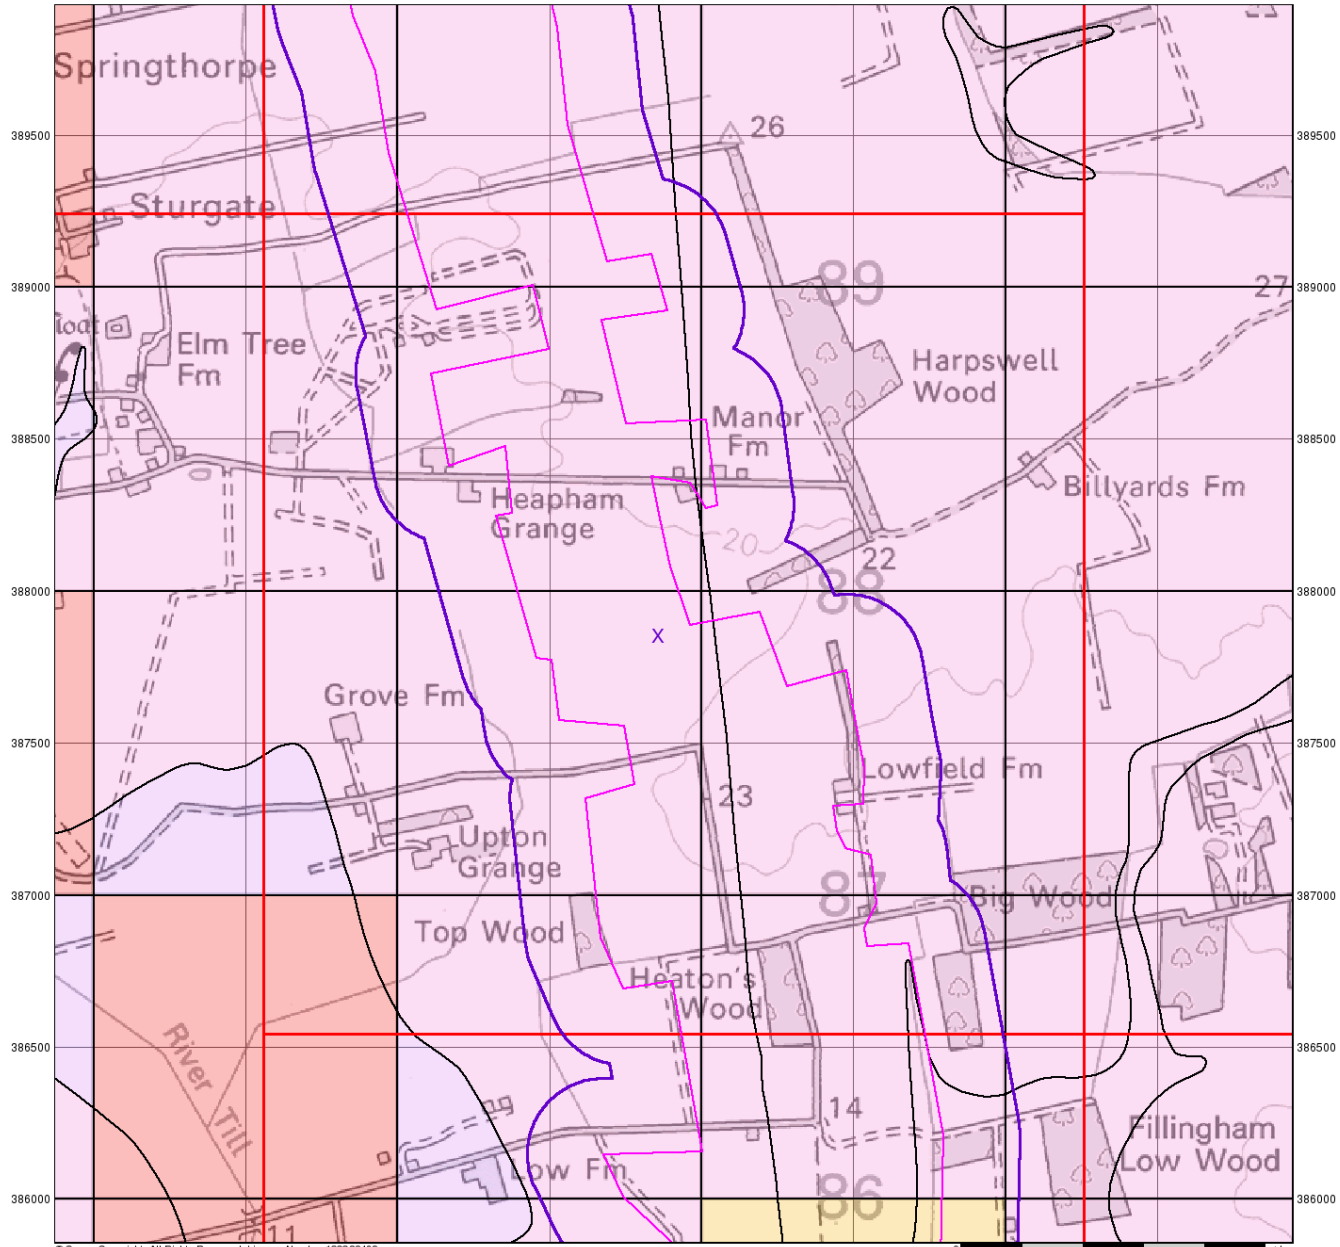 Springthorpe
26
389500
389500
Sturgate
89
389000
389000
27
Elm Tree
Fm
Harpswell
Wood
Manor
Fm
388500
388500
Billyards Fm
Heapham
Grange
20
22
88
388000
388000
X
Grove Fm
387500
387500
Lowfield Fm
23
Upton
Grange
87
387000
387000
Big Wood
Top Wood
Heaton's
Wood
386500
386500
River Till
14
Fillingham
Low Wood
Low Fm
86
386000
386000
11